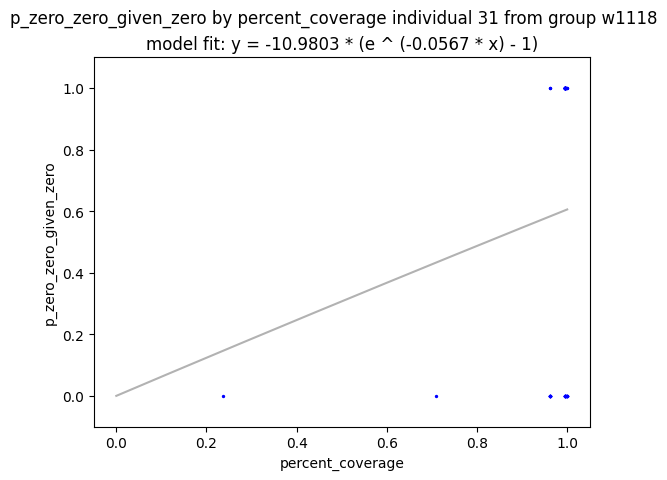 p_zero_zero_given_zero by percent_coverage individual 31 from group w1118
model fit: y = -10.9803 * (e ^ (-0.0567 * x) - 1)
1.0
0.8
0.6
0.4
0.2
0.0
p_zero_zero_given_zero
0.0 0.2 0.4 0.6 0.8 1.0
percent_coverage